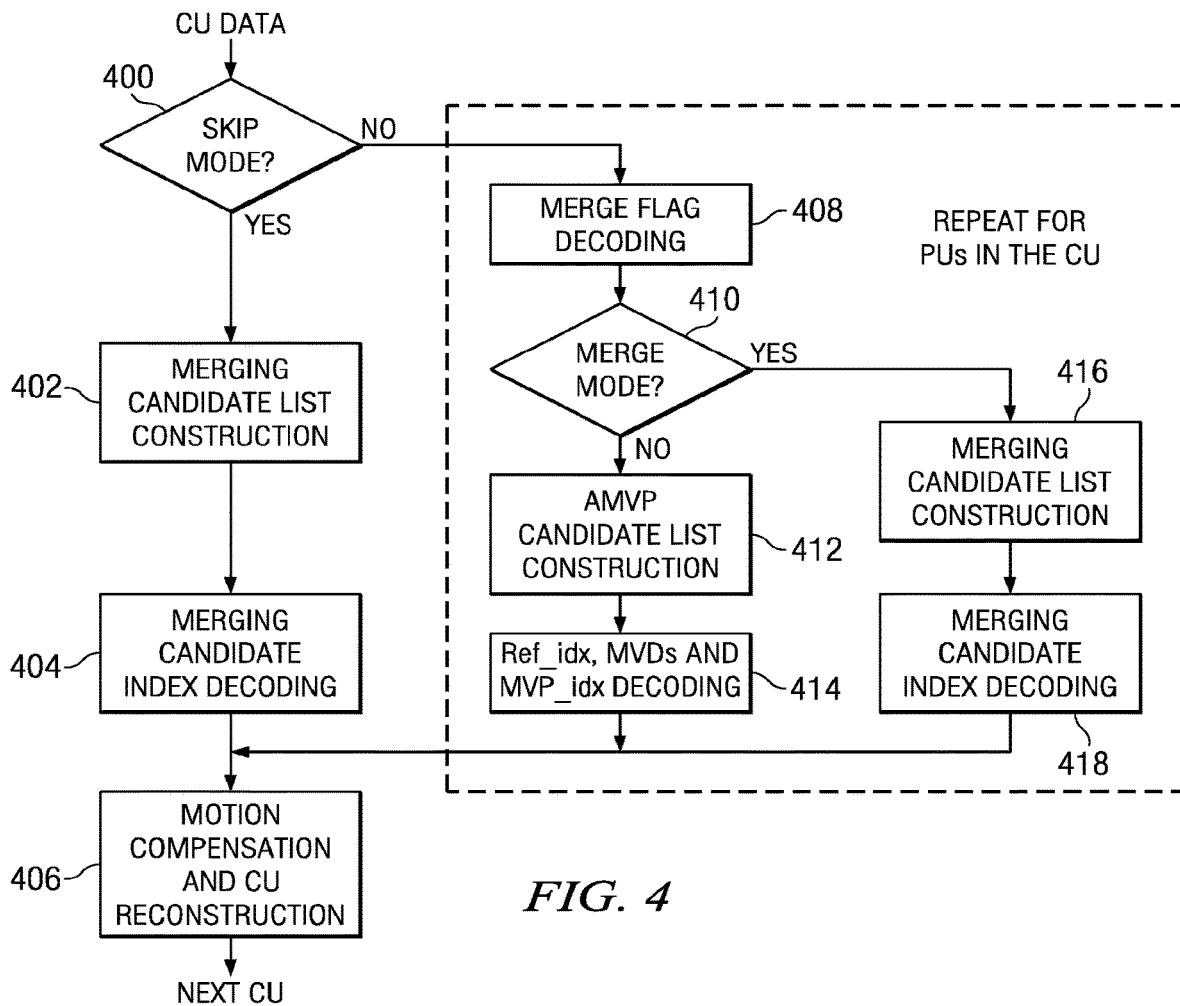 CU DATA
400
SKIP
MODE?
NO
YES
MERGE FLAG
DECODING
408
REPEAT FOR
PUs IN THE CU
410
MERGE
MODE?
YES
NO
402
MERGING
CANDIDATE LIST
CONSTRUCTION
416
MERGING
CANDIDATE LIST
CONSTRUCTION
AMVP
CANDIDATE LIST
CONSTRUCTION
412
404
MERGING
CANDIDATE
INDEX DECODING
Ref_idx, MVDs AND
MVP_idx DECODING
414
MERGING
CANDIDATE
INDEX DECODING
418
406
MOTION
COMPENSATION
AND CU
RECONSTRUCTION
FIG. 4
NEXT CU